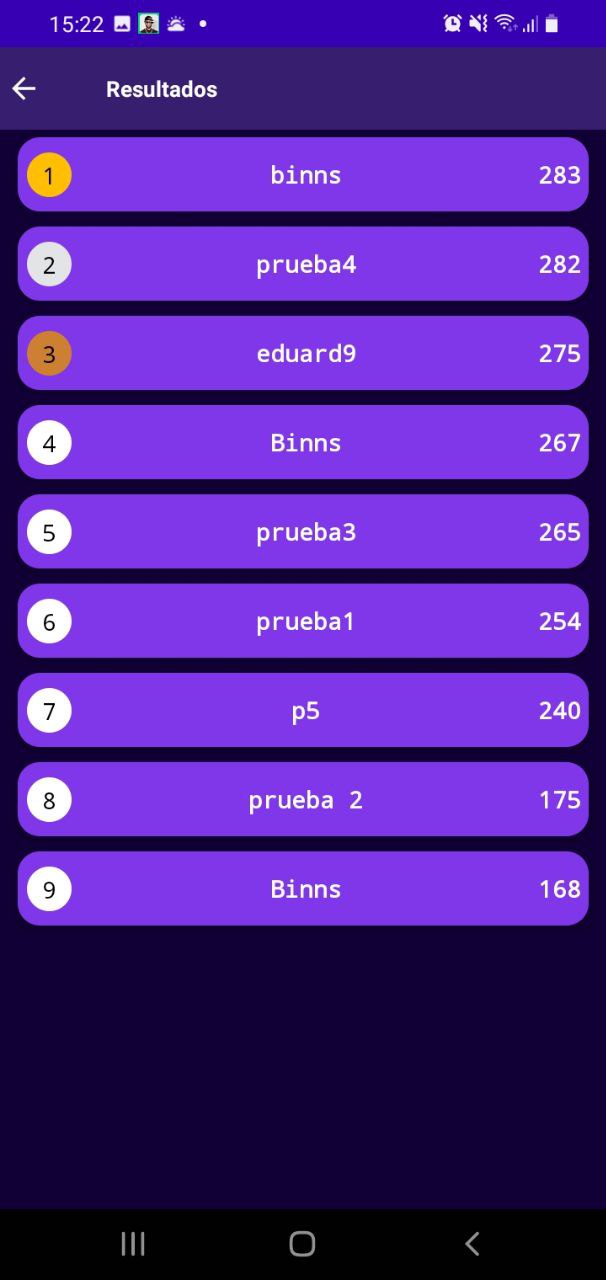 15:22
Resultados
1 binns 283
2 prueba4 282
3 eduard9 275
4 Binns 267
5 prueba3 265
6 prueba1 254
7 p5 240
8 prueba 2 175
9 Binns 168